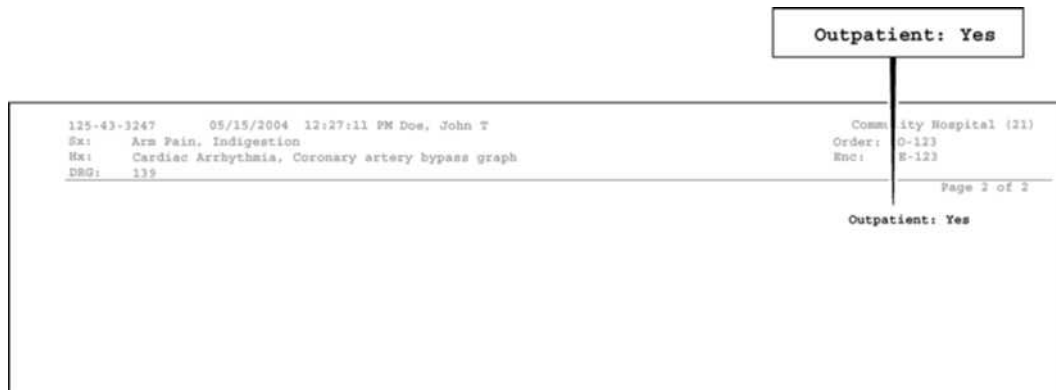 Outpatient: Yes
125-43-3247 05/15/2004 12:27:11 PM Doe, John T Community Hospital (21)
Sx: Arm Pain, Indigestion Order: O-123
Hx: Cardiac Arrhythmia, Coronary artery bypass graph Enc: E-123
DRG: 139
Page 2 of 2
Outpatient: Yes